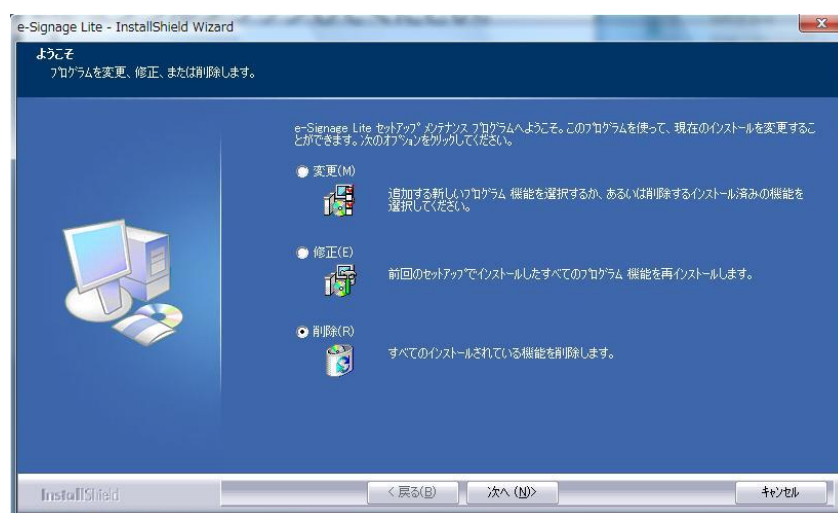 e-Signage Lite - InstallShield Wizard
ようこそ
プログラムを変更、修正、または削除します。
e-Signage Lite セットアップ メンテナンス プログラムへようこそ。このプログラムを使って、現在のインストールを変更するこ
とができます。次のオプションをクリックしてください。
変更(M)
追加する新しいプログラム 機能を選択するか、あるいは削除するインストール済みの機能を
選択してください。
修正(E)
前回のセットアップでインストールしたすべてのプログラム 機能を再インストールします。
削除(R)
すべてのインストールされている機能を削除します。
InstallShield
< 戻る(B)
次へ (N)>
キャンセル